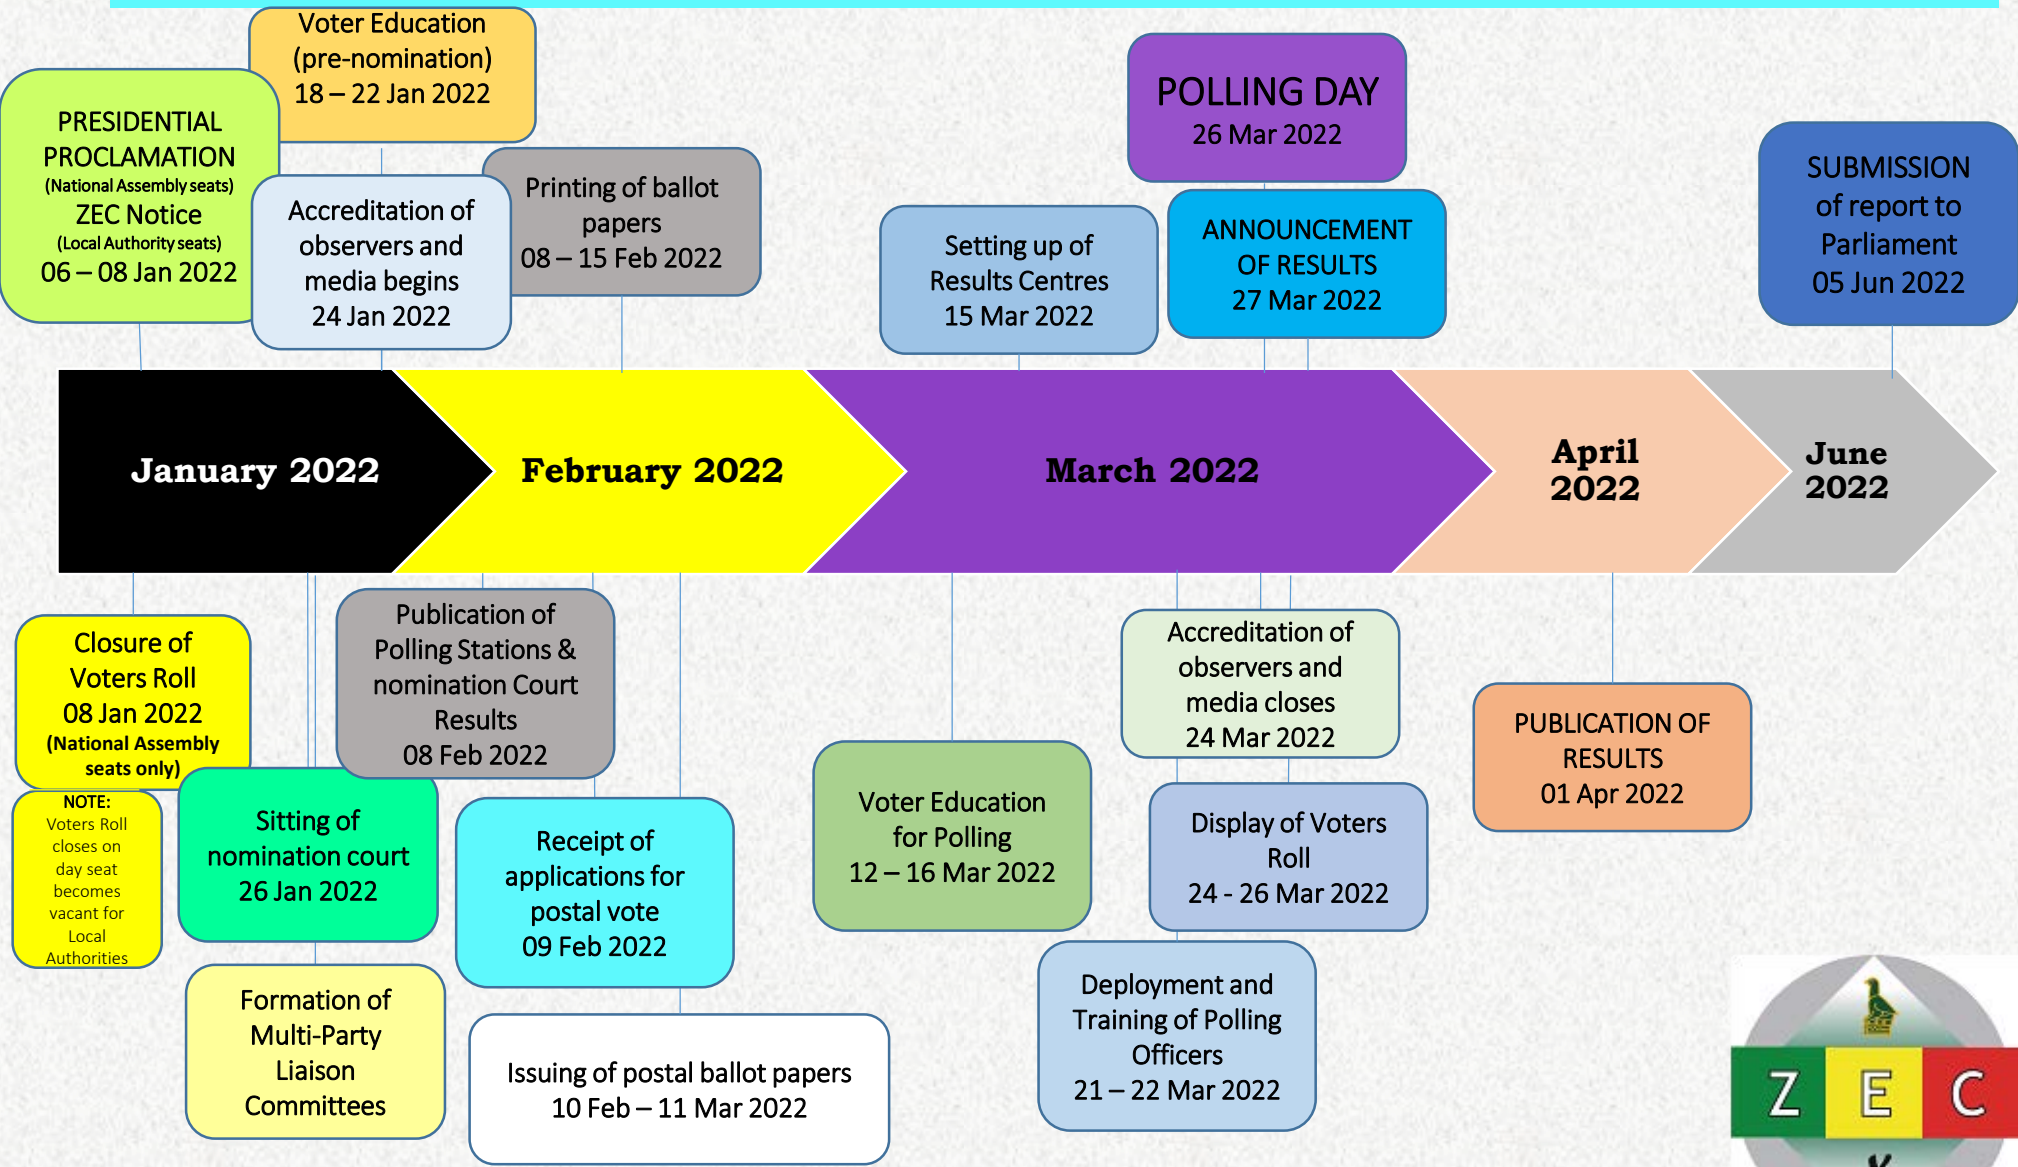 Voter Education
(pre-nomination)
18 – 22 Jan 2022
PRESIDENTIAL
PROCLAMATION
(National Assembly seats)
ZEC Notice
(Local Authority seats)
06 – 08 Jan 2022
Accreditation of
observers and
media begins
24 Jan 2022
Printing of ballot
papers
08 – 15 Feb 2022
Setting up of
Results Centres
15 Mar 2022
POLLING DAY
26 Mar 2022
ANNOUNCEMENT
OF RESULTS
27 Mar 2022
SUBMISSION
of report to
Parliament
05 Jun 2022
January 2022
February 2022
March 2022
April
2022
June
2022
Closure of
Voters Roll
08 Jan 2022
(National Assembly
seats only)
NOTE:
Voters Roll
closes on
day seat
becomes
vacant for
Local
Authorities
Sitting of
nomination court
26 Jan 2022
Formation of
Multi-Party
Liaison
Committees
Publication of
Polling Stations &
nomination Court
Results
08 Feb 2022
Receipt of
applications for
postal vote
09 Feb 2022
Issuing of postal ballot papers
10 Feb – 11 Mar 2022
Voter Education
for Polling
12 – 16 Mar 2022
Accreditation of
observers and
media closes
24 Mar 2022
Display of Voters
Roll
24 - 26 Mar 2022
Deployment and
Training of Polling
Officers
21 – 22 Mar 2022
PUBLICATION OF
RESULTS
01 Apr 2022
Z E C